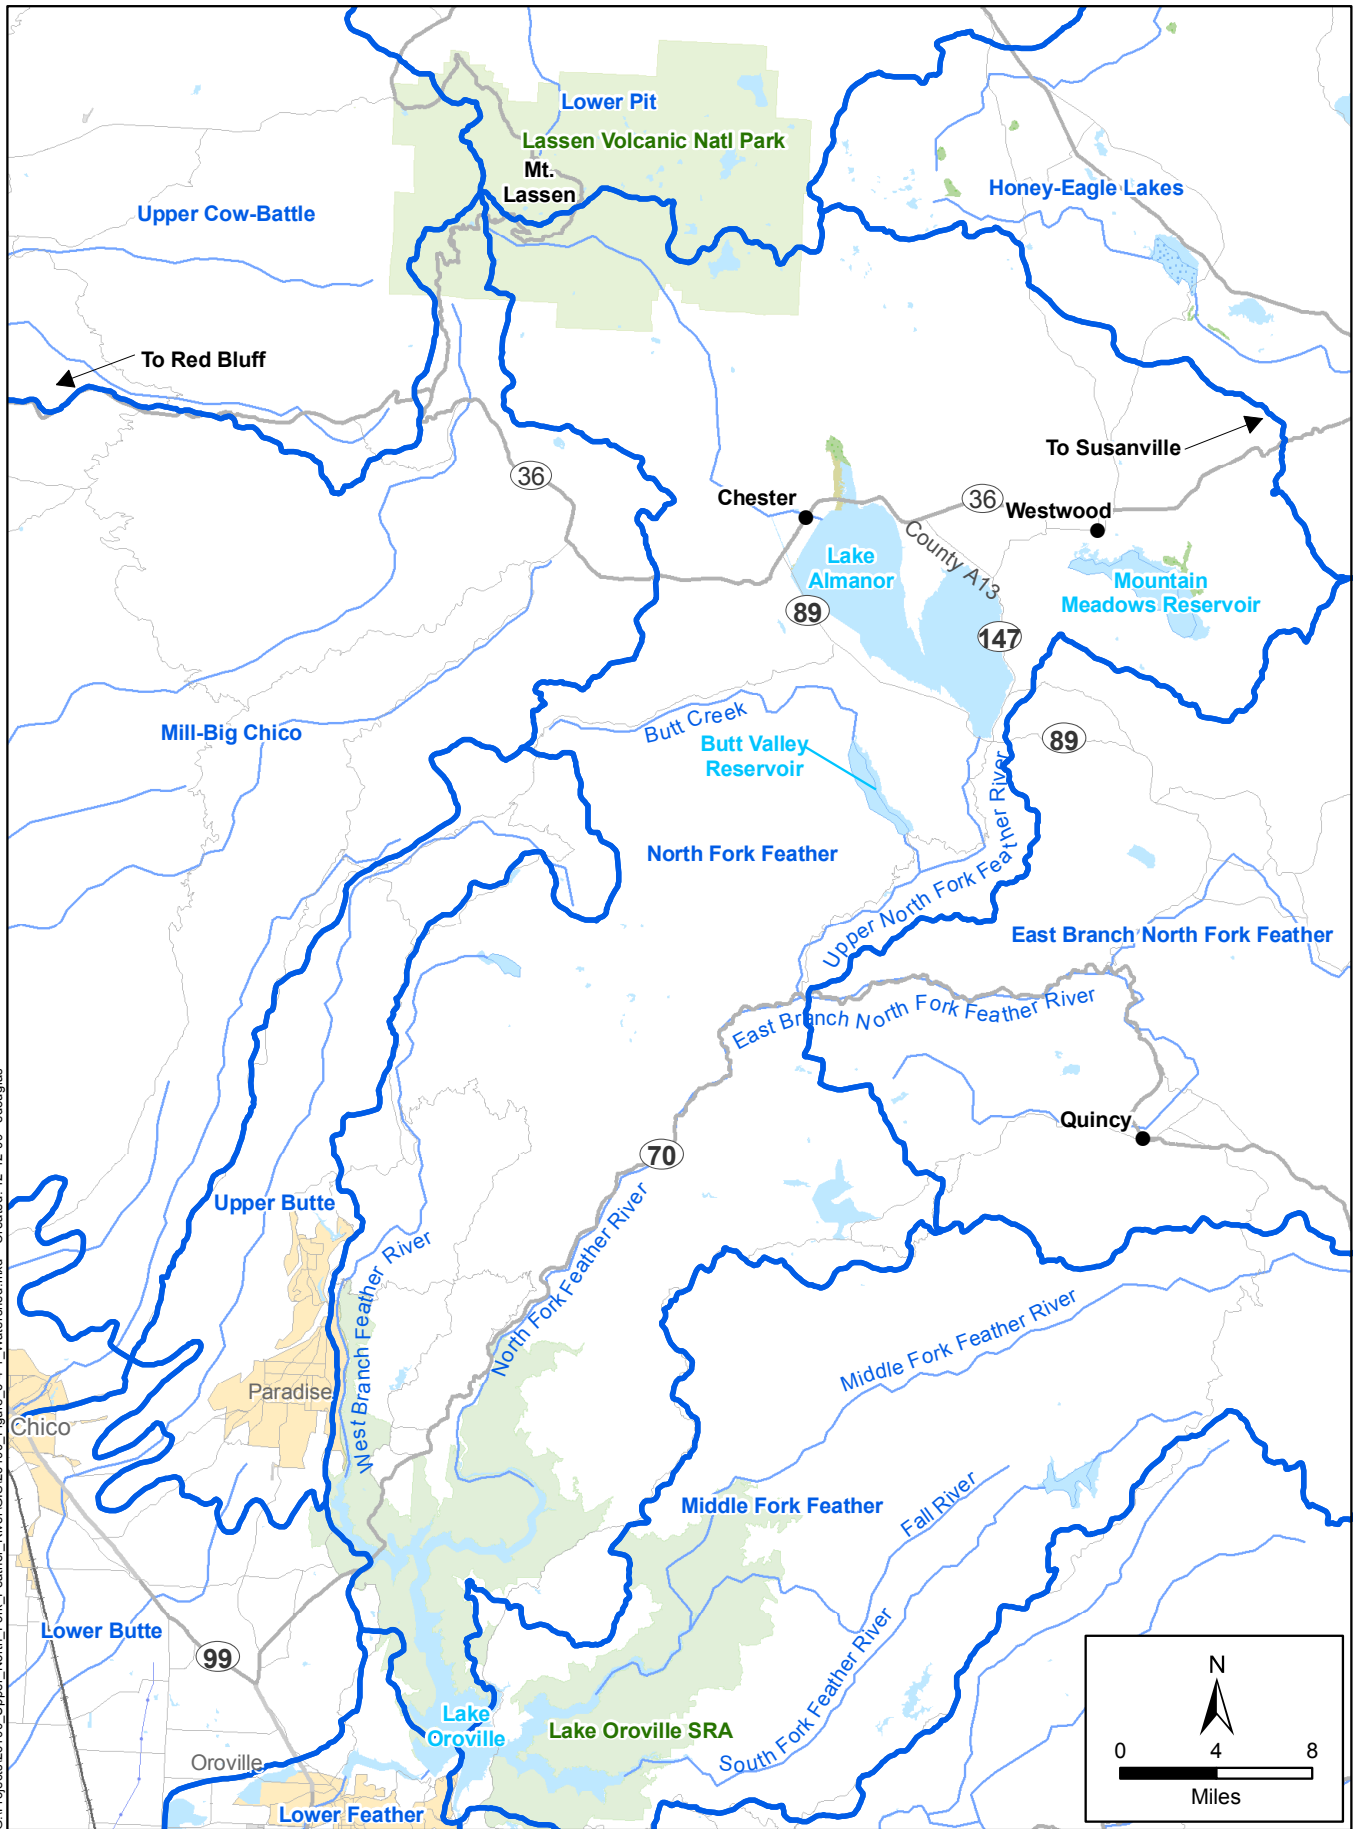 Lower Pit
Lassen Volcanic Natl Park
Mt.
Lassen
Honey-Eagle Lakes
Upper Cow-Battle
To Red Bluff
To Susanville
36
Chester
36
Westwood
County A13
Lake
Almanor
Mountain
Meadows Reservoir
89
147
Butt Creek
Mill-Big Chico
Butt Valley
Reservoir
89
North Fork Feather
Upper North Fork Feather River
East Branch North Fork Feather
East Branch North Fork Feather River
Quincy
70
Upper Butte
West Branch Feather River
North Fork Feather River
Middle Fork Feather River
Paradise
Chico
Middle Fork Feather
Fall River
Lower Butte
99
South Fork Feather River
Lake
Oroville
Lake Oroville SRA
Oroville
Lower Feather
N
0 4 8
Miles